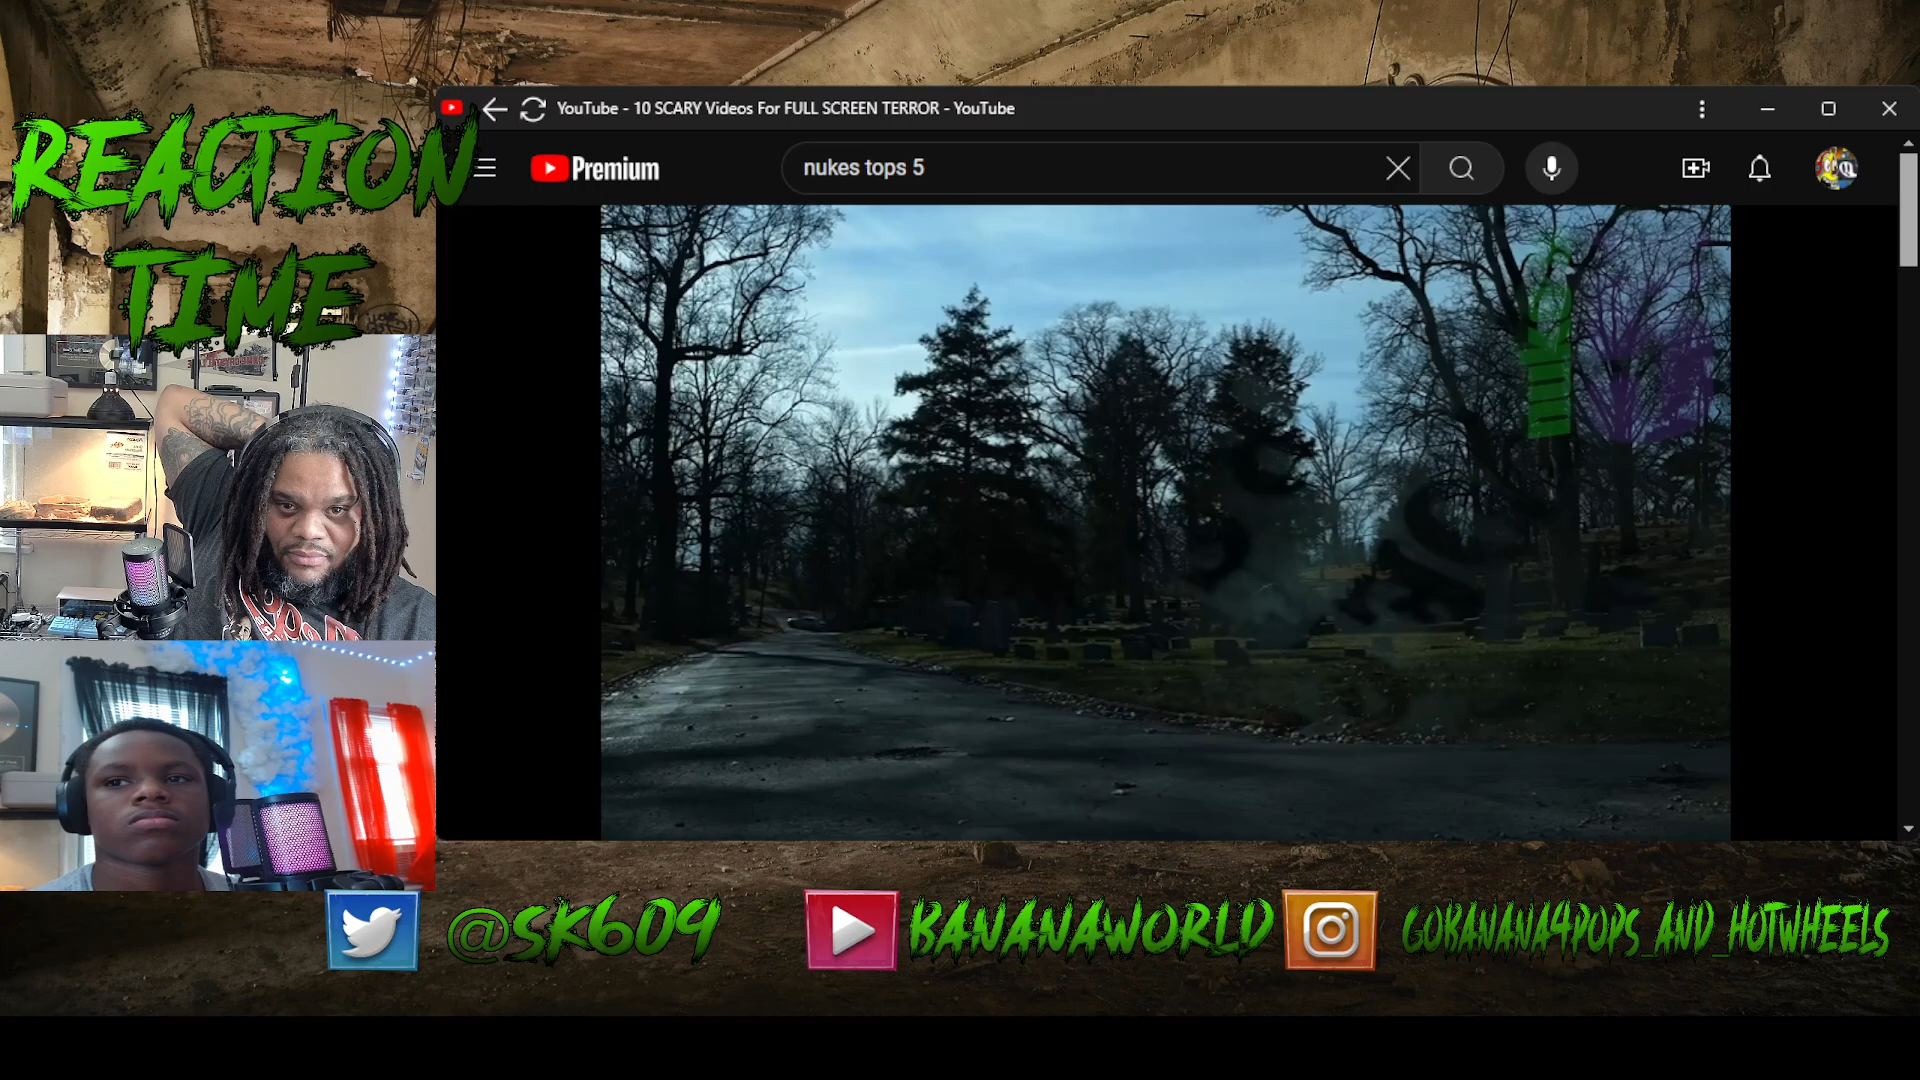 REACTION
TIME
YouTube - 10 SCARY Videos For FULL SCREEN TERROR - YouTube
Premium
nukes tops 5
@SK609
BANANAWORLD
GOBANANA4POPS_AND_HOTWHEELS